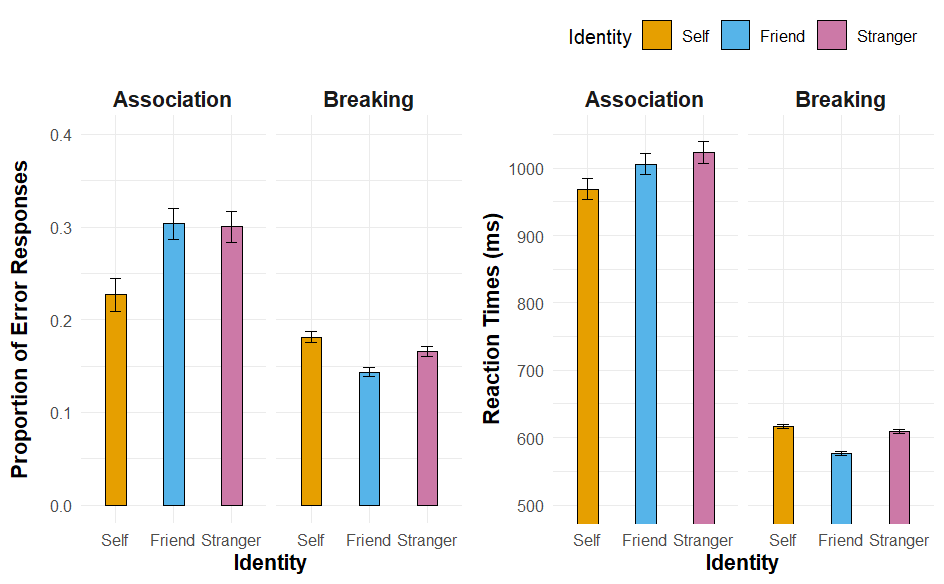 Identity Self Friend Stranger
Association Breaking
Proportion of Error Responses
0.4
0.3
0.2
0.1
0.0
Self Friend Stranger Self Friend Stranger
Identity
Association Breaking
Reaction Times (ms)
1000
900
800
700
600
500
Self Friend Stranger Self Friend Stranger
Identity